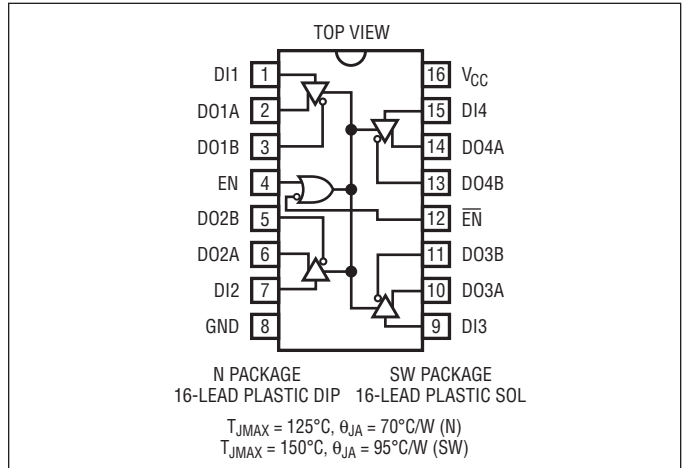 TOP VIEW
DI1 1
DO1A 2
DO1B 3
EN 4
DO2B 5
DO2A 6
DI2 7
GND 8
16 VCC
15 DI4
14 DO4A
13 DO4B
12 E̅N̅
11 DO3B
10 DO3A
9 DI3
N PACKAGE
16-LEAD PLASTIC DIP
SW PACKAGE
16-LEAD PLASTIC SOL
TJMAX = 125°C, θJA = 70°C/W (N)
TJMAX = 150°C, θJA = 95°C/W (SW)